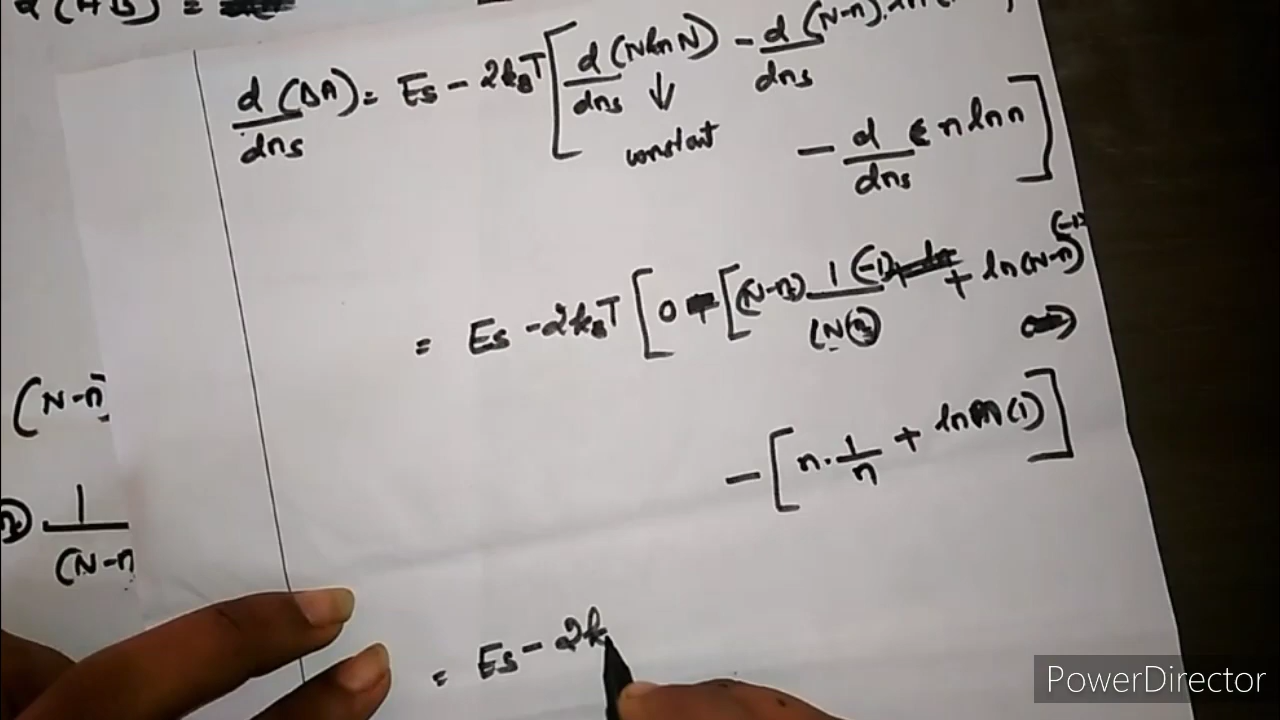 d/dns (ΔA) = Es - 2kBT [ d/dns (N ln N) - d/dns (N-n).
↓
constant
- d/dns n ln n ]
= Es - 2kBT [ 0 - [ (N-n) 1/(N-n) (-1) + ln(N-n) (-1)
- [ n. 1/n + ln n (1) ]
(N-n)
1
(N-n
= Es - 2k
PowerDirector